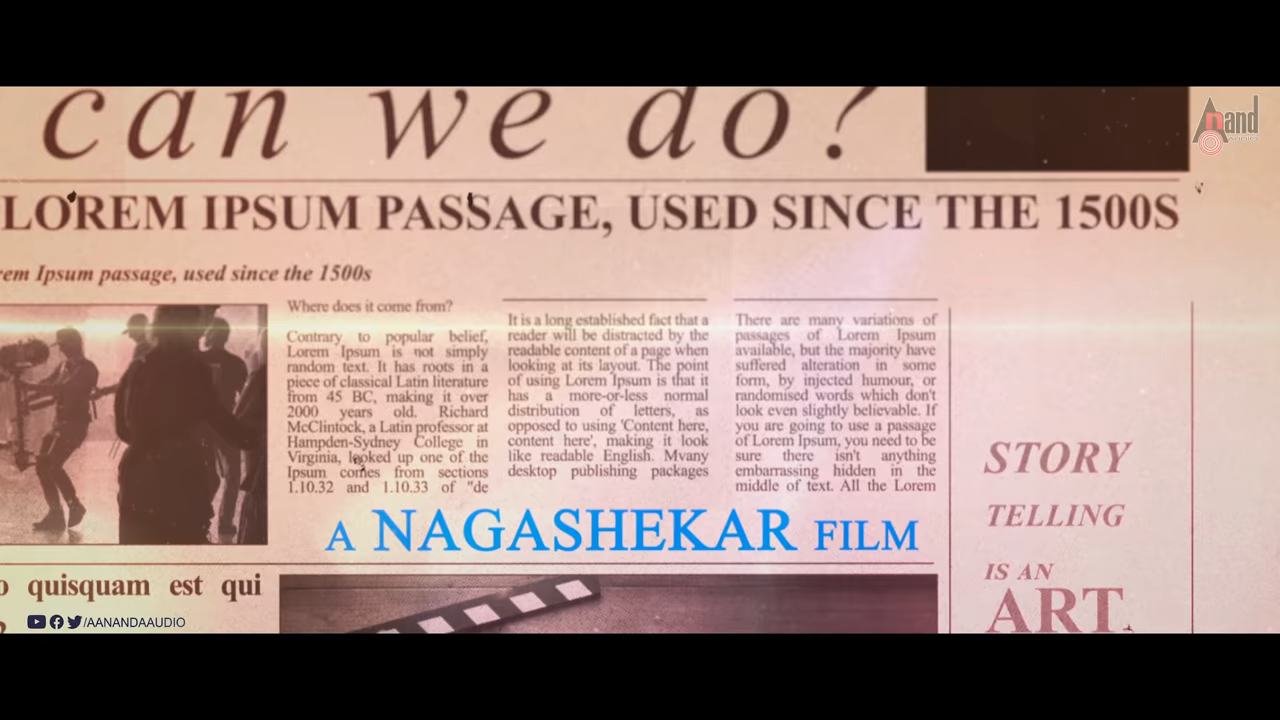 can we do?
Anand
AUDIO
LOREM IPSUM PASSAGE, USED SINCE THE 1500S
rem Ipsum passage, used since the 1500s
Where does it come from?
Contrary to popular belief,
Lorem Ipsum is not simply
random text. It has roots in a
piece of classical Latin literature
from 45 BC, making it over
2000 years old. Richard
McClintock, a Latin professor at
Hampden-Sydney College in
Virginia, looked up one of the
Ipsum comes from sections
1.10.32 and 1.10.33 of "de
It is a long established fact that a
reader will be distracted by the
readable content of a page when
looking at its layout. The point
of using Lorem Ipsum is that it
has a more-or-less normal
distribution of letters, as
opposed to using 'Content here,
content here', making it look
like readable English. Mvany
desktop publishing packages
There are many variations of
passages of Lorem Ipsum
available, but the majority have
suffered alteration in some
form, by injected humour, or
randomised words which don't
look even slightly believable. If
you are going to use a passage
of Lorem Ipsum, you need to be
sure there isn't anything
embarrassing hidden in the
middle of text. All the Lorem
STORY
TELLING
IS AN
ART.
A NAGASHEKAR FILM
o quisquam est qui
?
/AANANDAAUDIO